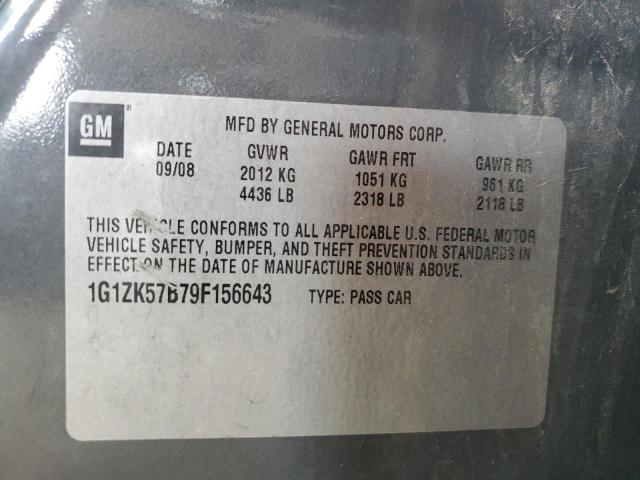 GM ®
MFD BY GENERAL MOTORS CORP.
DATE GVWR GAWR FRT GAWR RR
09/08 2012 KG 1051 KG 961 KG
4436 LB 2318 LB 2118 LB
THIS VEHICLE CONFORMS TO ALL APPLICABLE U.S. FEDERAL MOTOR
VEHICLE SAFETY, BUMPER, AND THEFT PREVENTION STANDARDS IN
EFFECT ON THE DATE OF MANUFACTURE SHOWN ABOVE.
1G1ZK57B79F156643 TYPE: PASS CAR